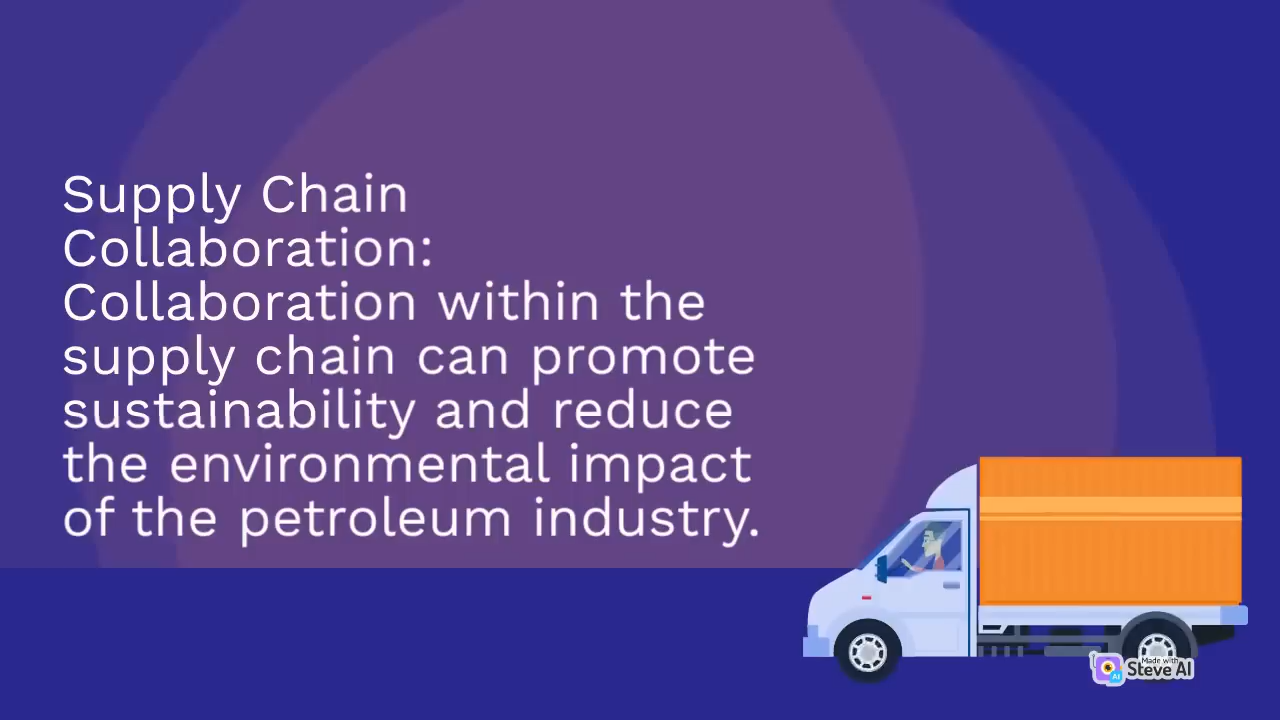 Supply Chain
Collaboration:
Collaboration within the
supply chain can promote
sustainability and reduce
the environmental impact
of the petroleum industry.
Made with
Steve AI
AI